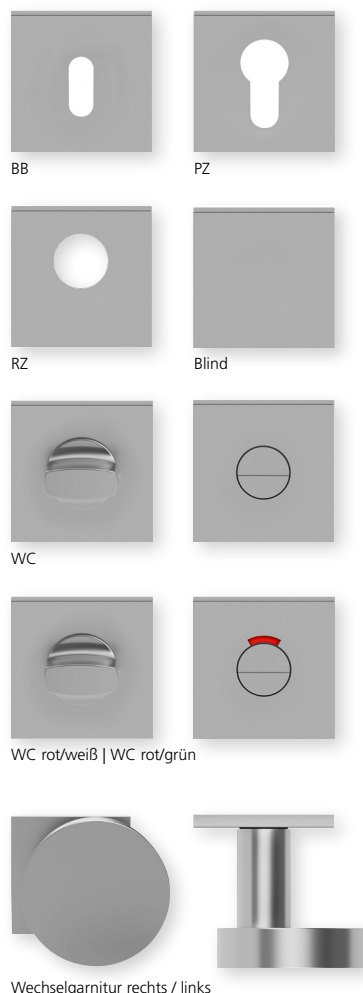 BB
PZ
RZ
Blind
WC
WC rot/weiß | WC rot/grün
Wechselgarnitur rechts / links